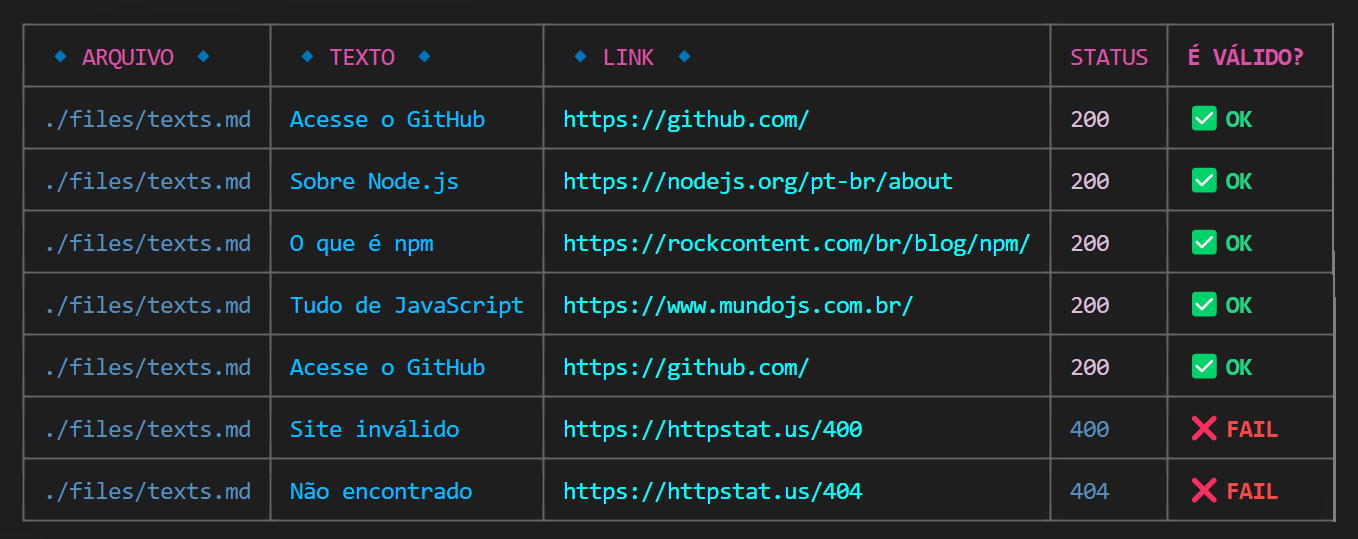 ARQUIVO TEXTO LINK STATUS É VÁLIDO?
./files/texts.md Acesse o GitHub https://github.com/ 200 OK
./files/texts.md Sobre Node.js https://nodejs.org/pt-br/about 200 OK
./files/texts.md O que é npm https://rockcontent.com/br/blog/npm/ 200 OK
./files/texts.md Tudo de JavaScript https://www.mundojs.com.br/ 200 OK
./files/texts.md Acesse o GitHub https://github.com/ 200 OK
./files/texts.md Site inválido https://httpstat.us/400 400 FAIL
./files/texts.md Não encontrado https://httpstat.us/404 404 FAIL